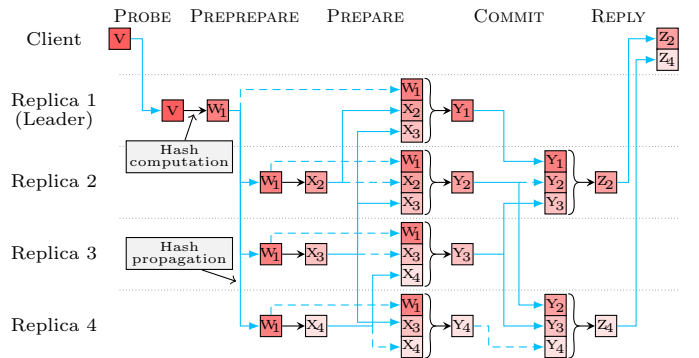 PROBE PREPREPARE PREPARE COMMIT REPLY
Client V Z2
Z4
W1
Replica 1 V W1 X2 Y1
(Leader) X3
Hash
computation
W1 Y1
Replica 2 W1 X2 X2 Y2 Y2 Z2
X3 Y3
W1
Hash
propagation
Replica 3 W1 X3 X3 Y3
X4
W1 Y2
Replica 4 W1 X4 X3 Y4 Y3 Z4
X4 Y4